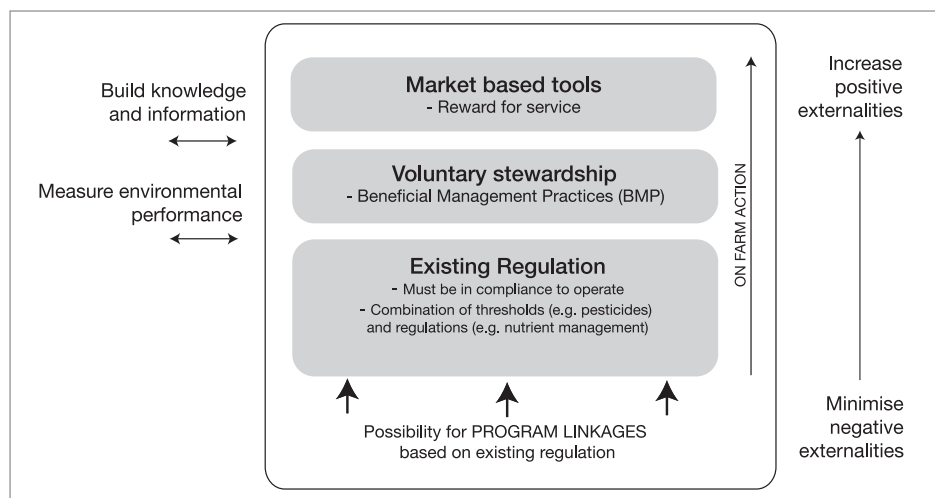 Build knowledge
and information
Measure environmental
performance
Market based tools
- Reward for service
Voluntary stewardship
- Beneficial Management Practices (BMP)
Existing Regulation
- Must be in compliance to operate
- Combination of thresholds (e.g. pesticides)
and regulations (e.g. nutrient management)
Possibility for PROGRAM LINKAGES
based on existing regulation
ON FARM ACTION
Increase
positive
externalities
Minimise
negative
externalities